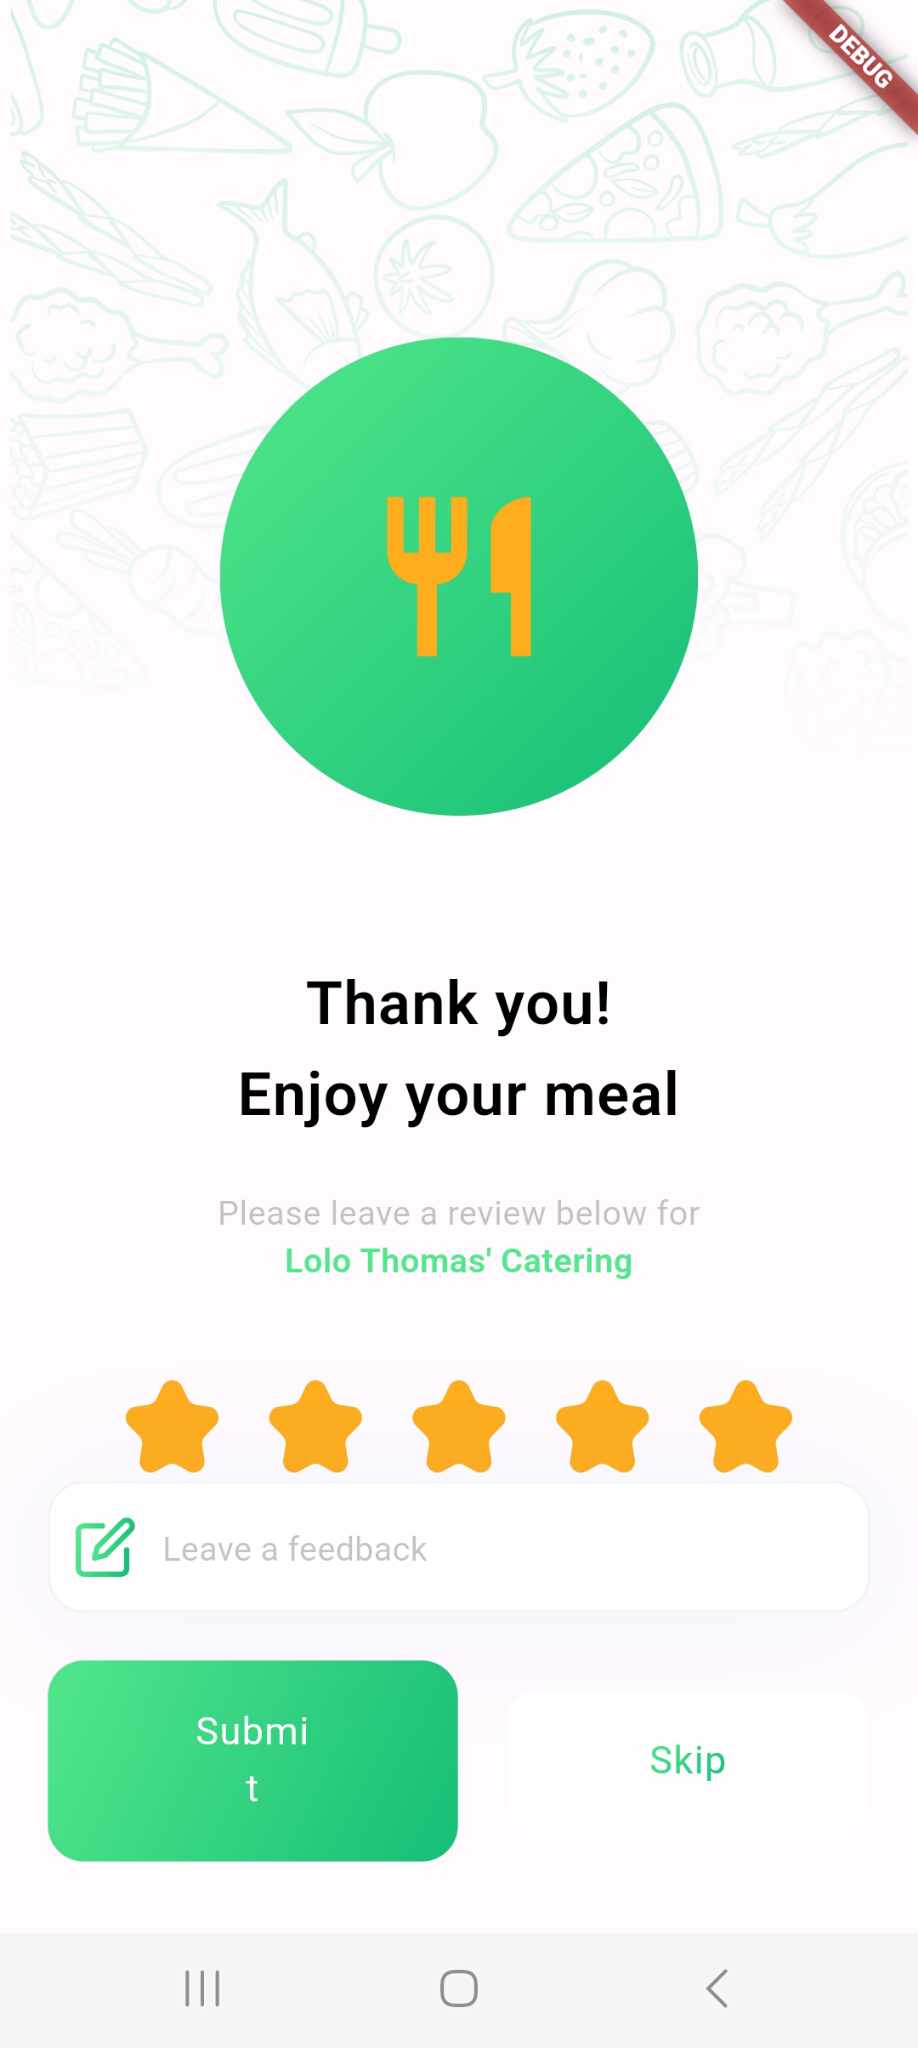 DEBUG
Thank you!
Enjoy your meal
Please leave a review below for
Lolo Thomas' Catering
Leave a feedback
Submi
t
Skip